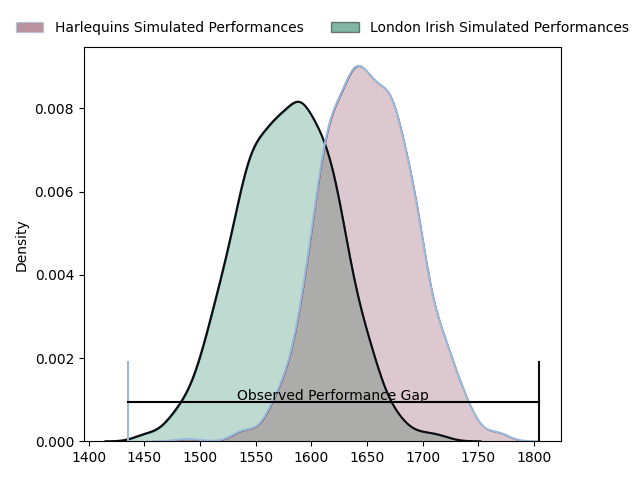 Harlequins Simulated Performances London Irish Simulated Performances
0.008
0.006
Density
0.004
0.002
Observed Performance Gap
0.000
1400 1450 1500 1550 1600 1650 1700 1750 1800